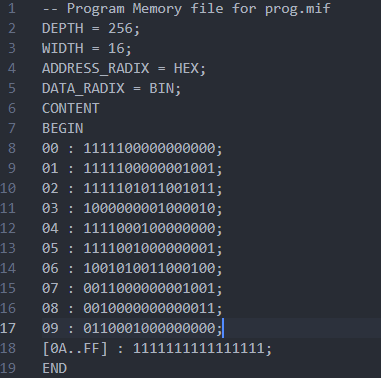 1 -- Program Memory file for prog.mif
2 DEPTH = 256;
3 WIDTH = 16;
4 ADDRESS_RADIX = HEX;
5 DATA_RADIX = BIN;
6 CONTENT
7 BEGIN
8 00 : 1111100000000000;
9 01 : 1111100000001001;
10 02 : 1111101011001011;
11 03 : 1000000001000010;
12 04 : 1111000100000000;
13 05 : 1111001000000001;
14 06 : 1001010011000100;
15 07 : 0011000000001001;
16 08 : 0010000000000011;
17 09 : 0110001000000000;
18 [0A..FF] : 1111111111111111;
19 END